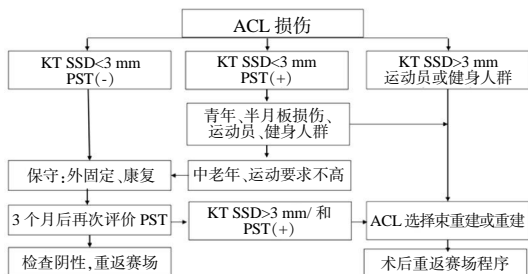 ACL 损伤
KT SSD<3 mm
PST(-)
KT SSD<3 mm
PST(+)
KT SSD>3 mm
运动员或健身人群
青年、半月板损伤、
运动员、健身人群
保守:外固定、康复
中老年、运动要求不高
3 个月后再次评价 PST
KT SSD>3 mm/ 和
PST(+)
ACL 选择束重建或重建
检查阴性,重返赛场
术后重返赛场程序